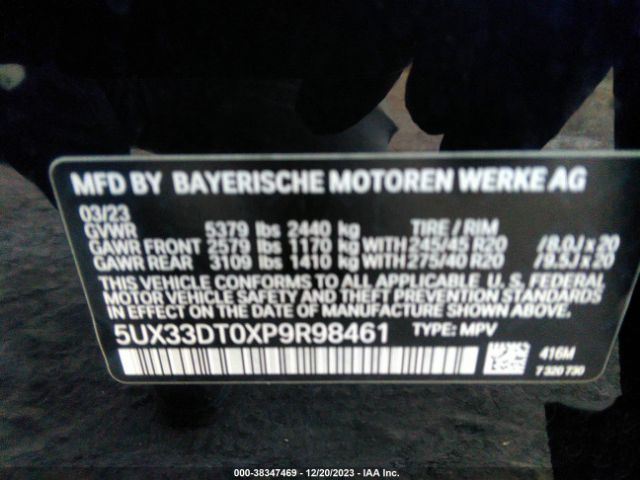 MFD BY BAYERISCHE MOTOREN WERKE AG
03/23
GVWR 5379 lbs 2440 kg TIRE / RIM
GAWR FRONT 2579 lbs 1170 kg WITH 245/45 R20 /8.0J x 20
GAWR REAR 3109 lbs 1410 kg WITH 275/40 R20 /9.5J x 20
THIS VEHICLE CONFORMS TO ALL APPLICABLE U. S. FEDERAL
MOTOR VEHICLE SAFETY AND THEFT PREVENTION STANDARDS
IN EFFECT ON THE DATE OF MANUFACTURE SHOWN ABOVE.
5UX33DT0XP9R98461 TYPE: MPV
416M
7 320 730
000-38347469 - 12/20/2023 - IAA Inc.